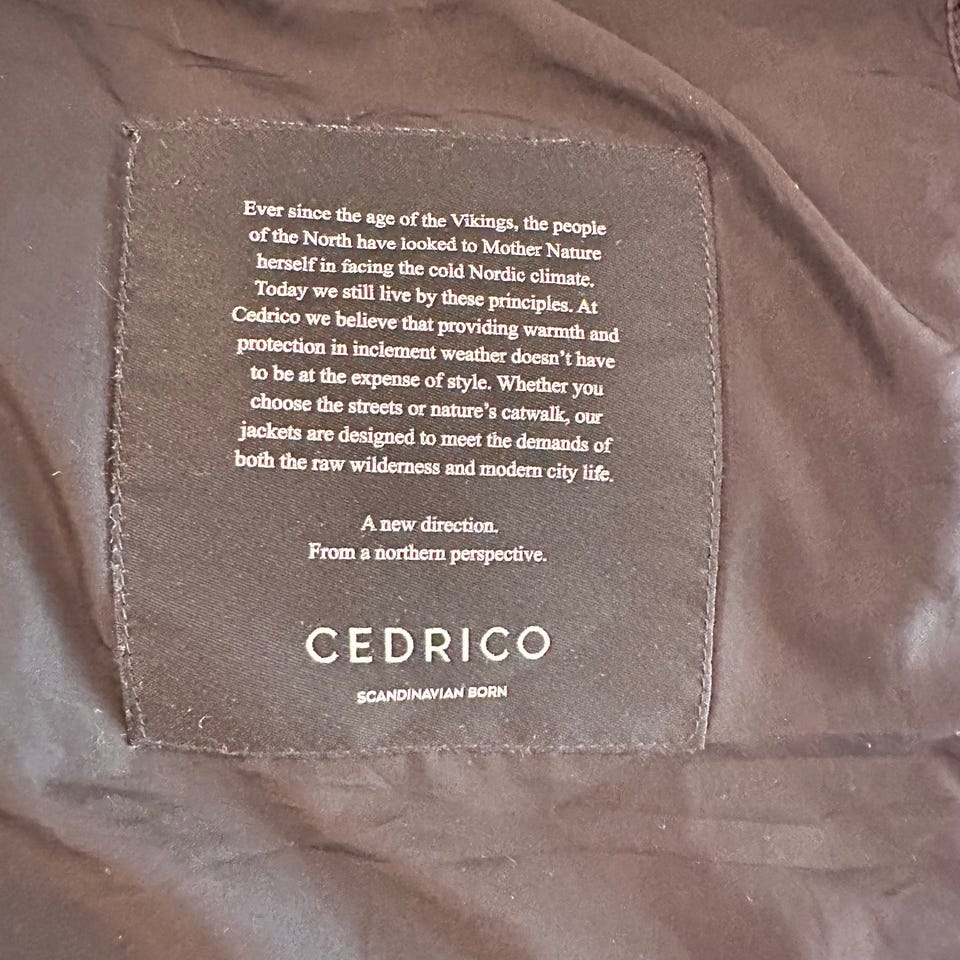 Ever since the age of the Vikings, the people
of the North have looked to Mother Nature
herself in facing the cold Nordic climate.
Today we still live by these principles. At
Cedrico we believe that providing warmth and
protection in inclement weather doesn't have
to be at the expense of style. Whether you
choose the streets or nature's catwalk, our
jackets are designed to meet the demands of
both the raw wilderness and modern city life.
A new direction.
From a northern perspective.
CEDRICO
SCANDINAVIAN BORN